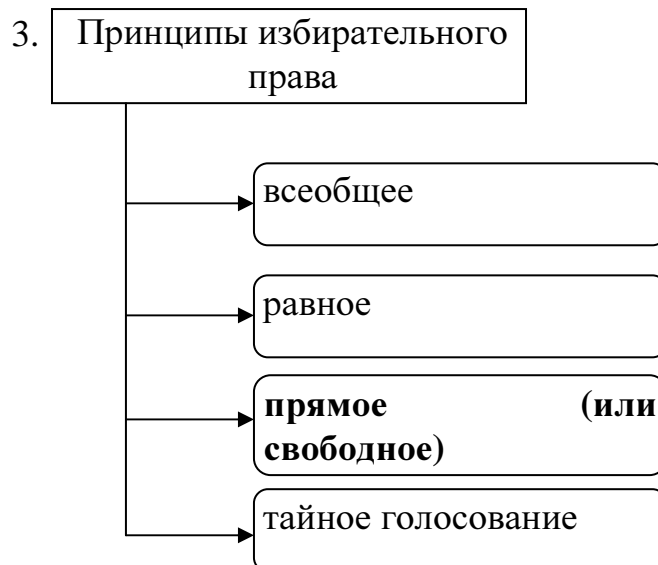 3. Принципы избирательного
права
всеобщее
равное
прямое (или
свободное)
тайное голосование